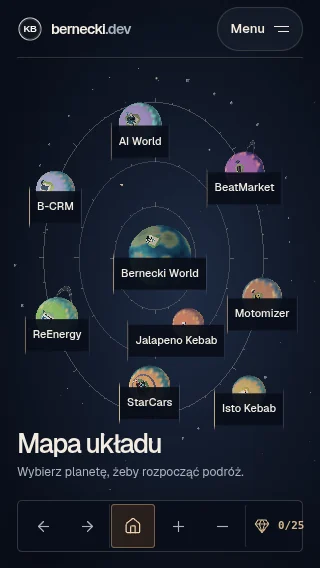 KB bernecki.dev Menu
AI World
BeatMarket
B-CRM
Bernecki World
Motomizer
ReEnergy
Jalapeno Kebab
StarCars
Isto Kebab
Mapa układu
Wybierz planetę, żeby rozpocząć podróż.
0/25